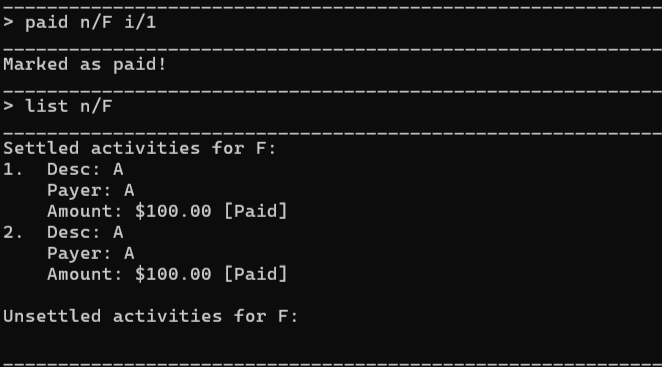 > paid n/F i/1
Marked as paid!
> list n/F
Settled activities for F:
1.  Desc: A
    Payer: A
    Amount: $100.00 [Paid]
2.  Desc: A
    Payer: A
    Amount: $100.00 [Paid]
Unsettled activities for F: